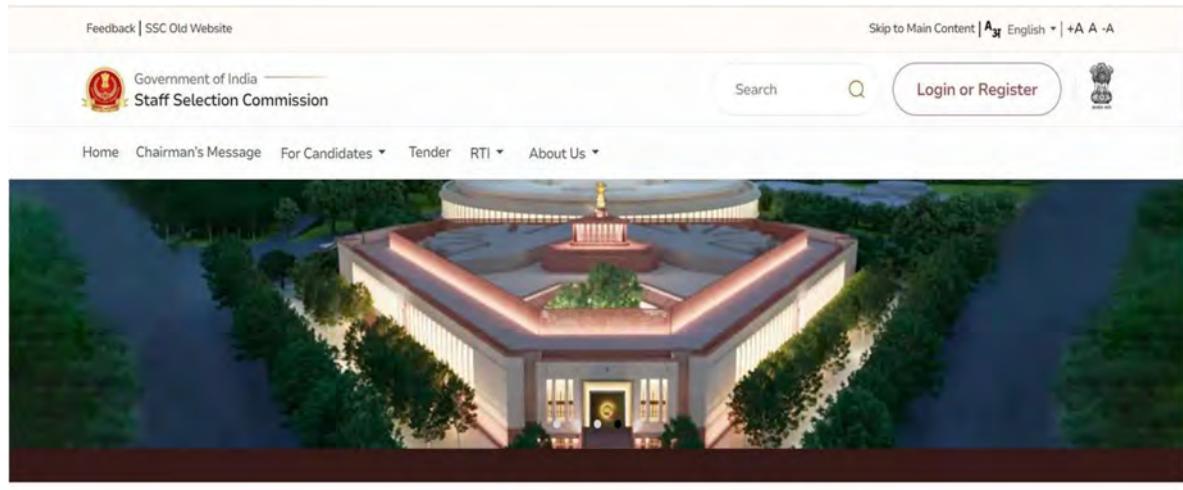 Feedback | SSC Old Website
Skip to Main Content | Aअ English | +A A -A
Government of India
Staff Selection Commission
Search
Login or Register
Home Chairman's Message For Candidates Tender RTI About Us